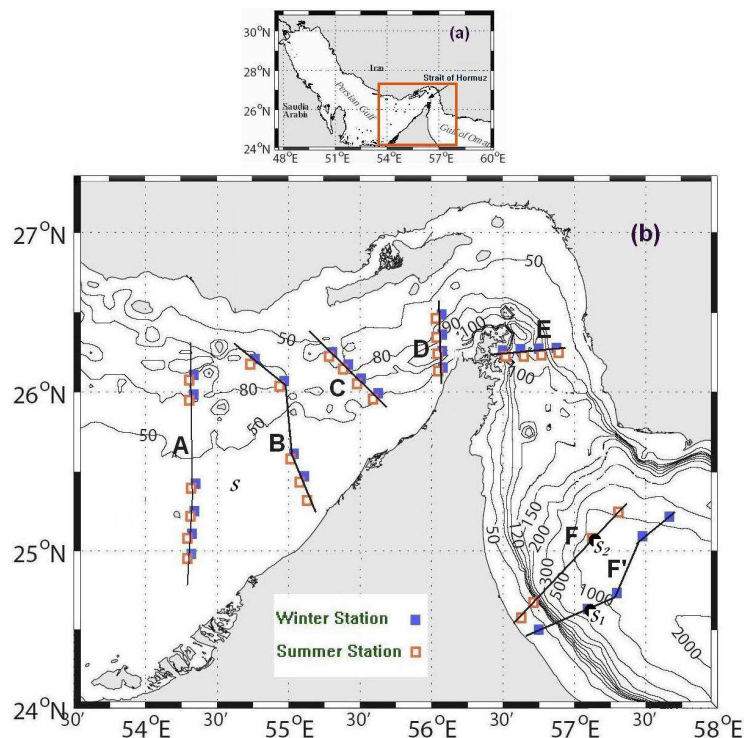 (a)
30°N
28°N
26°N
24°N
Iran
Strait of Hormuz
Persian Gulf
Saudia
Arabia
Gulf of Oman
48°E 51°E 54°E 57°E 60°E
(b)
27°N
26°N
25°N
24°N
50
50
50
50
50
80
80
90
100
100
150
200
300
500
1000
2000
A
B
C
D
E
F
F'
S
S2
S1
Winter Station
Summer Station
30' 54°E 30' 55°E 30' 56°E 30' 57°E 30' 58°E